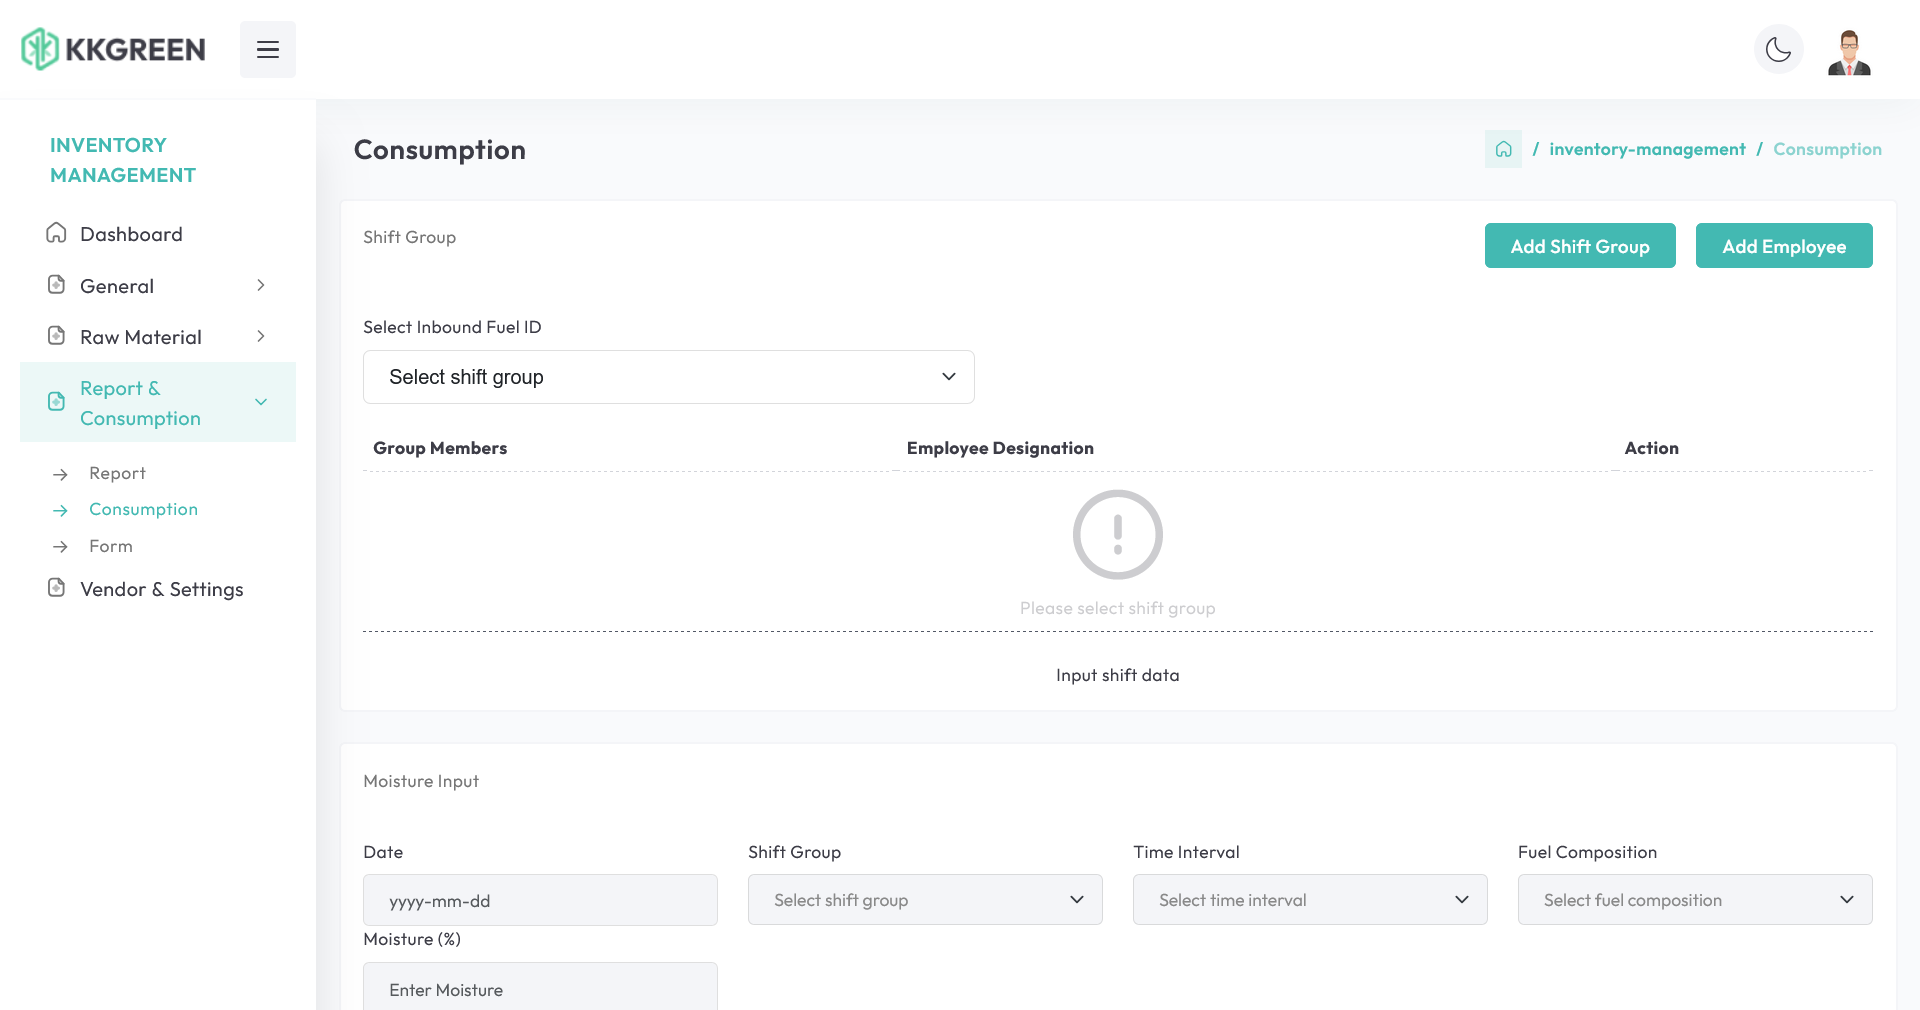 KKGREEN
INVENTORY
MANAGEMENT
Dashboard
General
Raw Material
Report &
Consumption
Report
Consumption
Form
Vendor & Settings
Consumption
/ inventory-management / Consumption
Shift Group
Add Shift Group
Add Employee
Select Inbound Fuel ID
Select shift group
Group Members Employee Designation Action
Please select shift group
Input shift data
Moisture Input
Date Shift Group Time Interval Fuel Composition
yyyy-mm-dd Select shift group Select time interval Select fuel composition
Moisture (%)
Enter Moisture